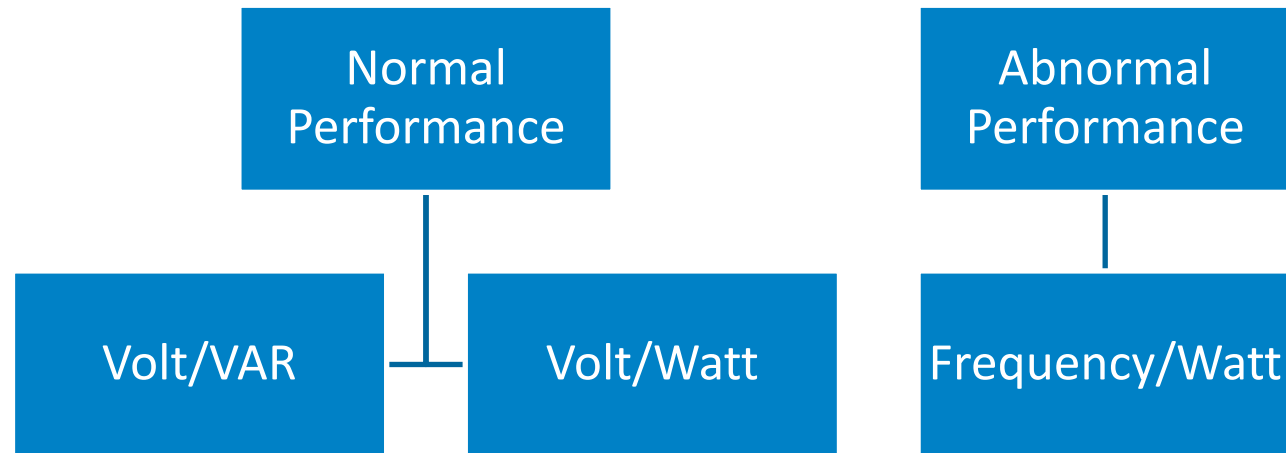 Normal
Performance
Abnormal
Performance
Volt/VAR
Volt/Watt
Frequency/Watt